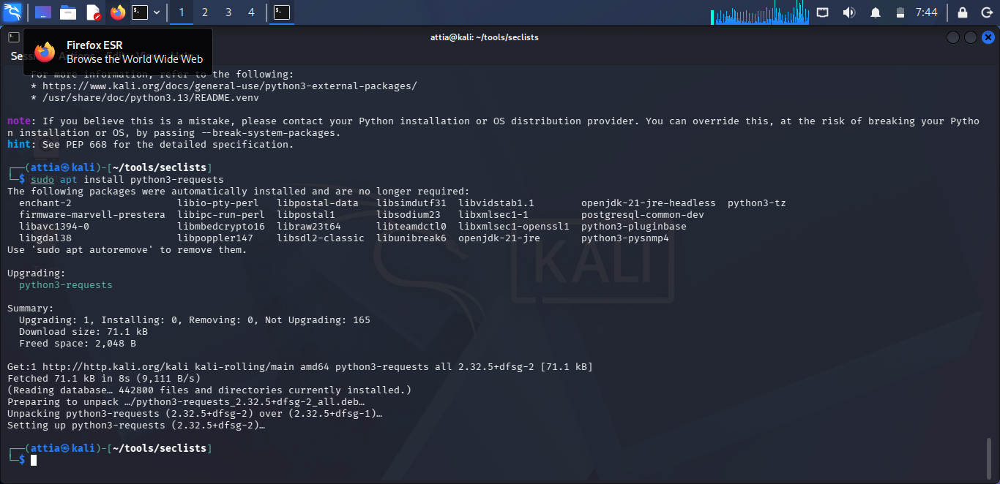 1 2 3 4 7:44
attia@kali: ~/tools/seclists
Firefox ESR
Browse the World Wide Web
For more information, refer to the following:
* https://www.kali.org/docs/general-use/python3-external-packages/
* /usr/share/doc/python3.13/README.venv
note: If you believe this is a mistake, please contact your Python installation or OS distribution provider. You can override this, at the risk of breaking your Pytho
n installation or OS, by passing --break-system-packages.
hint: See PEP 668 for the detailed specification.
┌──(attia㉿kali)-[~/tools/seclists]
└─$ sudo apt install python3-requests
The following packages were automatically installed and are no longer required:
enchant-2 libio-pty-perl libpostal-data libsimdutf31 libvidstab1.1 openjdk-21-jre-headless python3-tz
firmware-marvell-prestera libipc-run-perl libpostal1 libsodium23 libxmlsec1-1 postgresql-common-dev
libavc1394-0 libmbedcrypto16 libraw23t64 libteamdctl0 libxmlsec1-openssl1 python3-pluginbase
libgdal38 libpoppler147 libsdl2-classic libunibreak6 openjdk-21-jre python3-pysnmp4
Use 'sudo apt autoremove' to remove them.
Upgrading:
python3-requests
Summary:
Upgrading: 1, Installing: 0, Removing: 0, Not Upgrading: 165
Download size: 71.1 kB
Freed space: 2,048 B
Get:1 http://http.kali.org/kali kali-rolling/main amd64 python3-requests all 2.32.5+dfsg-2 [71.1 kB]
Fetched 71.1 kB in 8s (9,111 B/s)
(Reading database… 442800 files and directories currently installed.)
Preparing to unpack …/python3-requests_2.32.5+dfsg-2_all.deb…
Unpacking python3-requests (2.32.5+dfsg-2) over (2.32.5+dfsg-1)…
Setting up python3-requests (2.32.5+dfsg-2)…
┌──(attia㉿kali)-[~/tools/seclists]
└─$
KALI